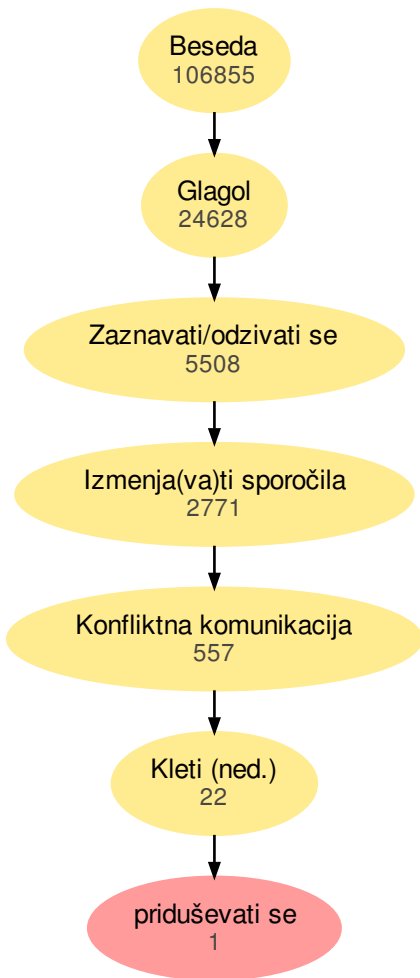 Beseda
106855
Glagol
24628
Zaznavati/odzivati se
5508
Izmenja(va)ti sporočila
2771
Konfliktna komunikacija
557
Kleti (ned.)
22
priduševati se
1